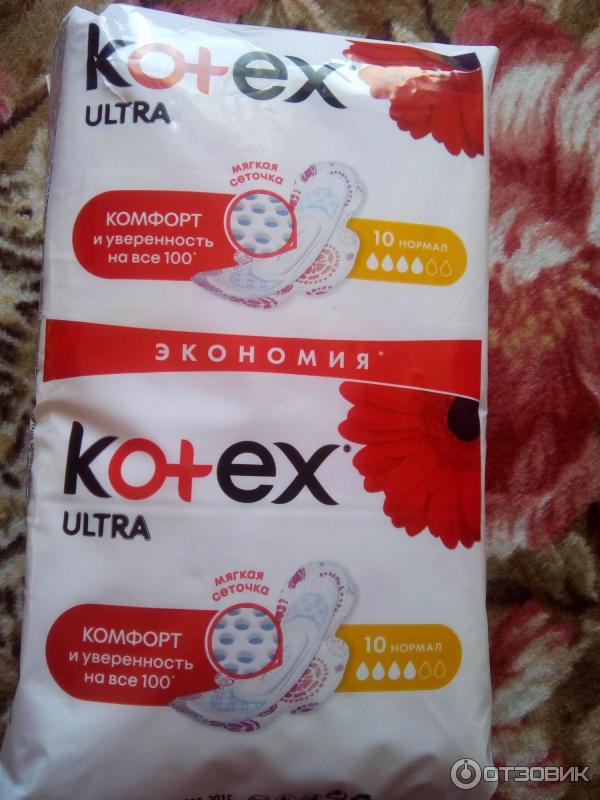 kotex
ULTRA
мягкая
сеточка
КОМФОРТ
и уверенность
на все 100*
10 НОРМАЛ
ЭКОНОМИЯ*
kotex
ULTRA
мягкая
сеточка
КОМФОРТ
и уверенность
на все 100*
10 НОРМАЛ
ОТЗОВИК